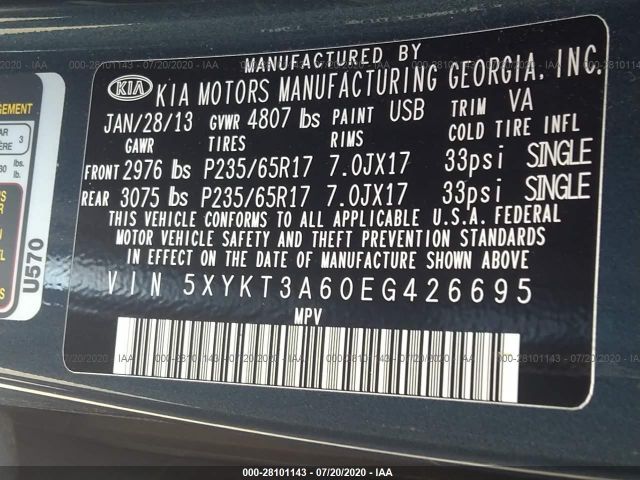 MANUFACTURED BY
KIA KIA MOTORS MANUFACTURING GEORGIA, INC.
JAN/28/13 GVWR 4807 lbs PAINT USB TRIM VA
GAWR TIRES RIMS COLD TIRE INFL
FRONT 2976 lbs P235/65R17 7.0JX17 33psi SINGLE
REAR 3075 lbs P235/65R17 7.0JX17 33psi SINGLE
THIS VEHICLE CONFORMS TO ALL APPLICABLE U.S.A. FEDERAL
MOTOR VEHICLE SAFETY AND THEFT PREVENTION STANDARDS
IN EFFECT ON THE DATE OF MANUFACTURE SHOWN ABOVE.
VIN 5XYKT3A60EG426695
MPV
U570
000-28101143 - 07/20/2020 - IAA